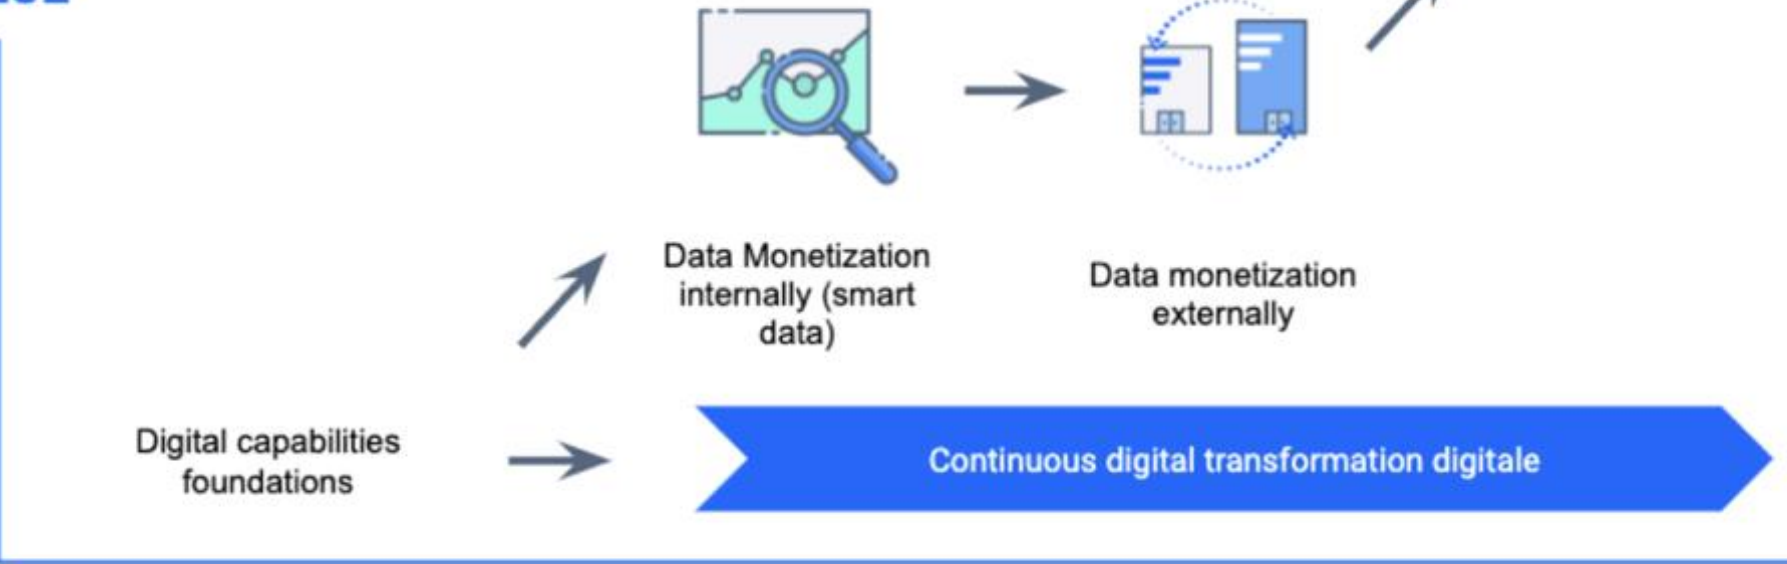 Data Monetization
internally (smart
data)
Data monetization
externally
Digital capabilities
foundations
Continuous digital transformation digitale